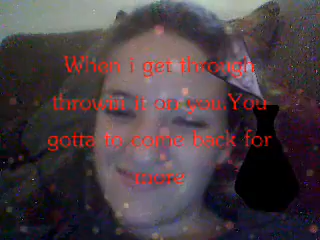 When i get through
throwin it on you.You
gotta to come back for
more